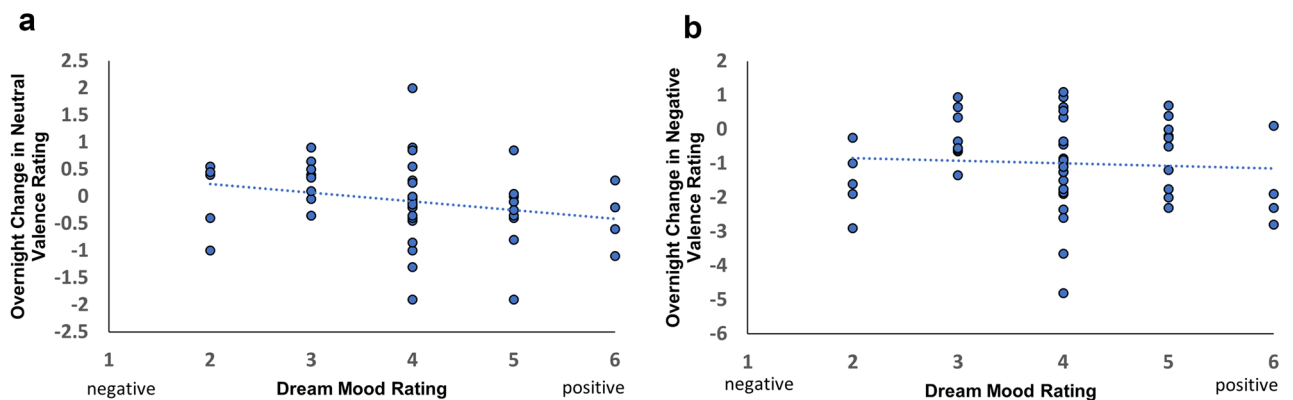 a
Overnight Change in Neutral
Valence Rating
2.5
2
1.5
1
0.5
0
-0.5
-1
-1.5
-2
-2.5
1 2 3 4 5 6
negative Dream Mood Rating positive
b
Overnight Change in Negative
Valence Rating
2
1
0
-1
-2
-3
-4
-5
-6
1 2 3 4 5 6
negative Dream Mood Rating positive